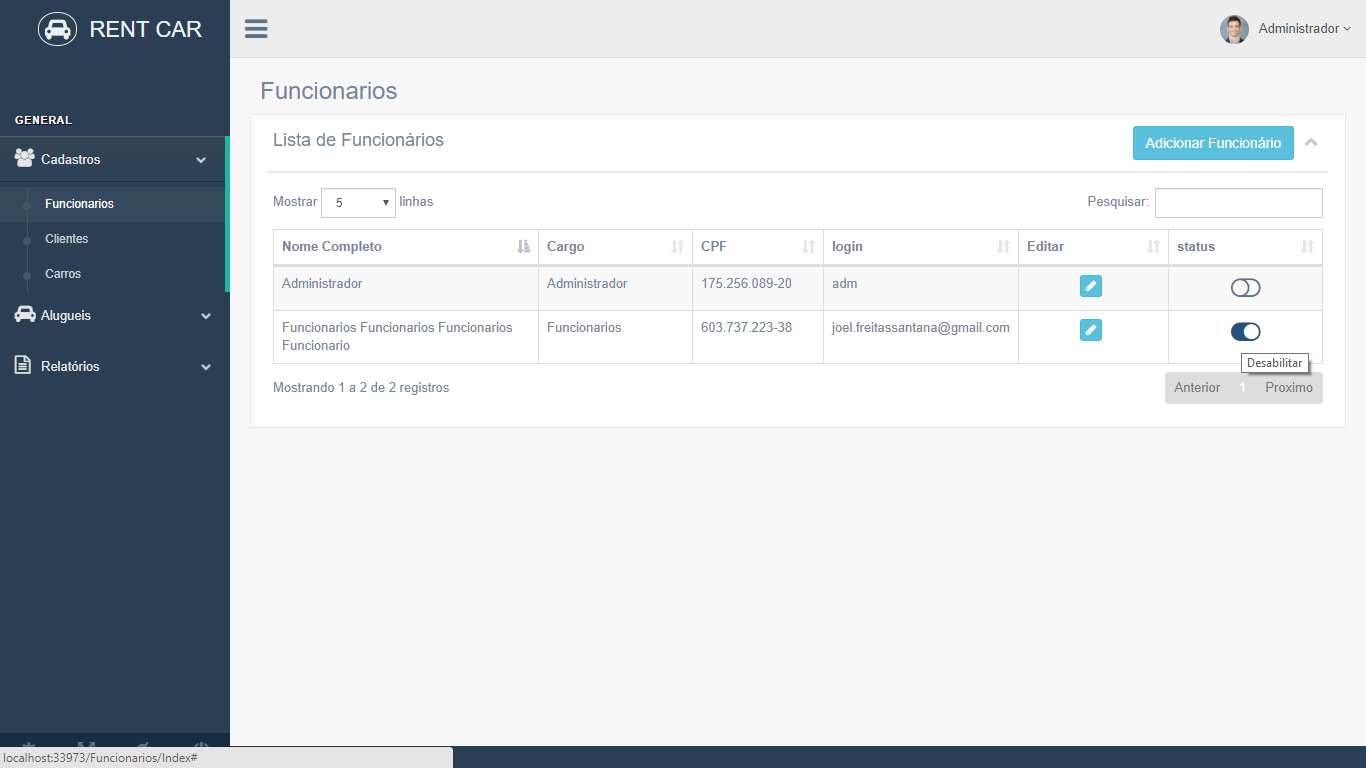 RENT CAR
Administrador
GENERAL
Cadastros
Funcionarios
Clientes
Carros
Alugueis
Relatórios
Funcionarios
Lista de Funcionários
Adicionar Funcionário
Mostrar 5 linhas
Pesquisar:
Nome Completo Cargo CPF login Editar status
Administrador Administrador 175.256.089-20 adm
Funcionarios Funcionarios Funcionarios Funcionarios 603.737.223-38 joel.freitassantana@gmail.com
Funcionario
Desabilitar
Mostrando 1 a 2 de 2 registros
Anterior 1 Proximo
localhost:33973/Funcionarios/Index#